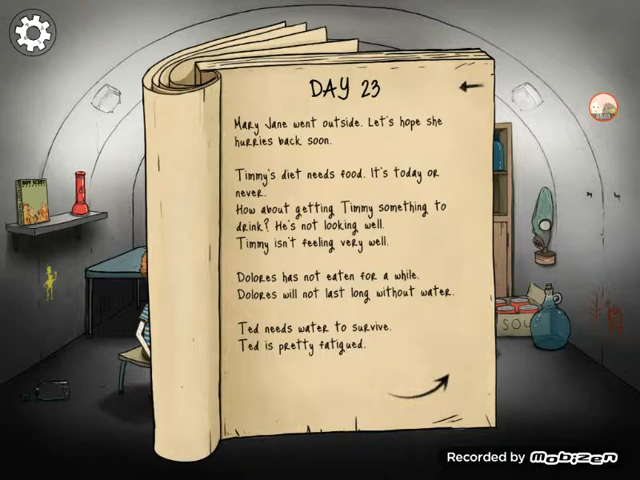 DAY 23
Mary Jane went outside. Let's hope she
hurries back soon.
Timmy's diet needs food. It's today or
never.
How about getting Timmy something to
drink? He's not looking well.
Timmy isn't feeling very well.
Dolores has not eaten for a while.
Dolores will not last long without water.
Ted needs water to survive.
Ted is pretty fatigued.
SOU
Recorded by mobizen